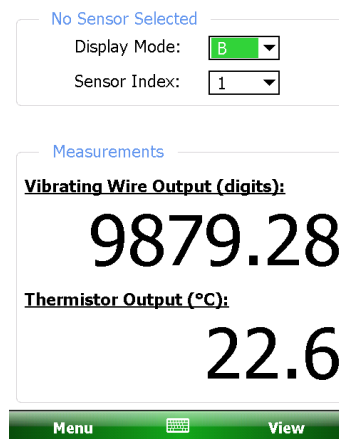 No Sensor Selected
Display Mode: B
Sensor Index: 1
Measurements
Vibrating Wire Output (digits):
9879.28
Thermistor Output (°C):
22.6
Menu View